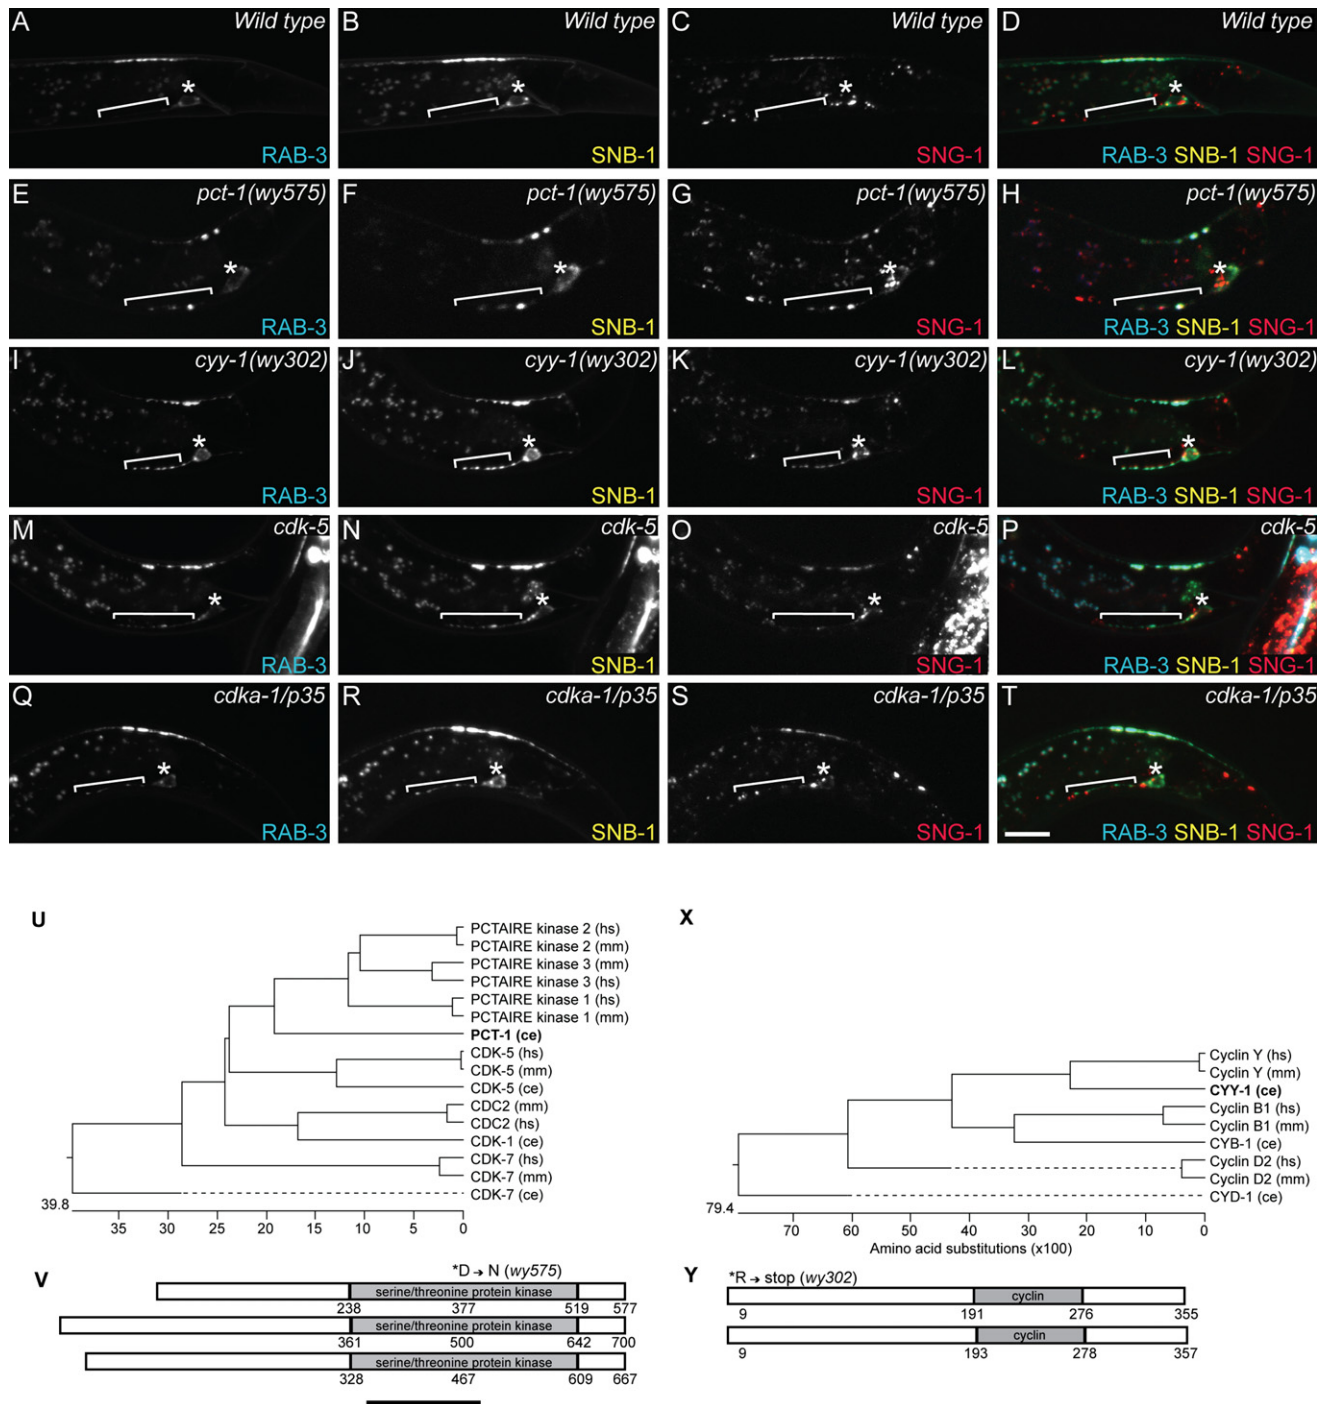 A Wild type * RAB-3
B Wild type * SNB-1
C Wild type * SNG-1
D Wild type * RAB-3 SNB-1 SNG-1
E pct-1(wy575) * RAB-3
F pct-1(wy575) * SNB-1
G pct-1(wy575) * SNG-1
H pct-1(wy575) * RAB-3 SNB-1 SNG-1
I cyy-1(wy302) * RAB-3
J cyy-1(wy302) * SNB-1
K cyy-1(wy302) * SNG-1
L cyy-1(wy302) * RAB-3 SNB-1 SNG-1
M cdk-5 * RAB-3
N cdk-5 * SNB-1
O cdk-5 * SNG-1
P cdk-5 * RAB-3 SNB-1 SNG-1
Q cdka-1/p35 * RAB-3
R cdka-1/p35 * SNB-1
S cdka-1/p35 * SNG-1
T cdka-1/p35 * RAB-3 SNB-1 SNG-1
U
PCTAIRE kinase 2 (hs)
PCTAIRE kinase 2 (mm)
PCTAIRE kinase 3 (mm)
PCTAIRE kinase 3 (hs)
PCTAIRE kinase 1 (hs)
PCTAIRE kinase 1 (mm)
PCT-1 (ce)
CDK-5 (hs)
CDK-5 (mm)
CDK-5 (ce)
CDC2 (mm)
CDC2 (hs)
CDK-1 (ce)
CDK-7 (hs)
CDK-7 (mm)
CDK-7 (ce)
39.8
35 30 25 20 15 10 5 0
X
Cyclin Y (hs)
Cyclin Y (mm)
CYY-1 (ce)
Cyclin B1 (hs)
Cyclin B1 (mm)
CYB-1 (ce)
Cyclin D2 (hs)
Cyclin D2 (mm)
CYD-1 (ce)
79.4
70 60 50 40 30 20 10 0
Amino acid substitutions (x100)
V
*D → N (wy575)
serine/threonine protein kinase
238 377 519 577
serine/threonine protein kinase
361 500 642 700
serine/threonine protein kinase
328 467 609 667
Y
*R → stop (wy302)
cyclin
9 191 276 355
cyclin
9 193 278 357